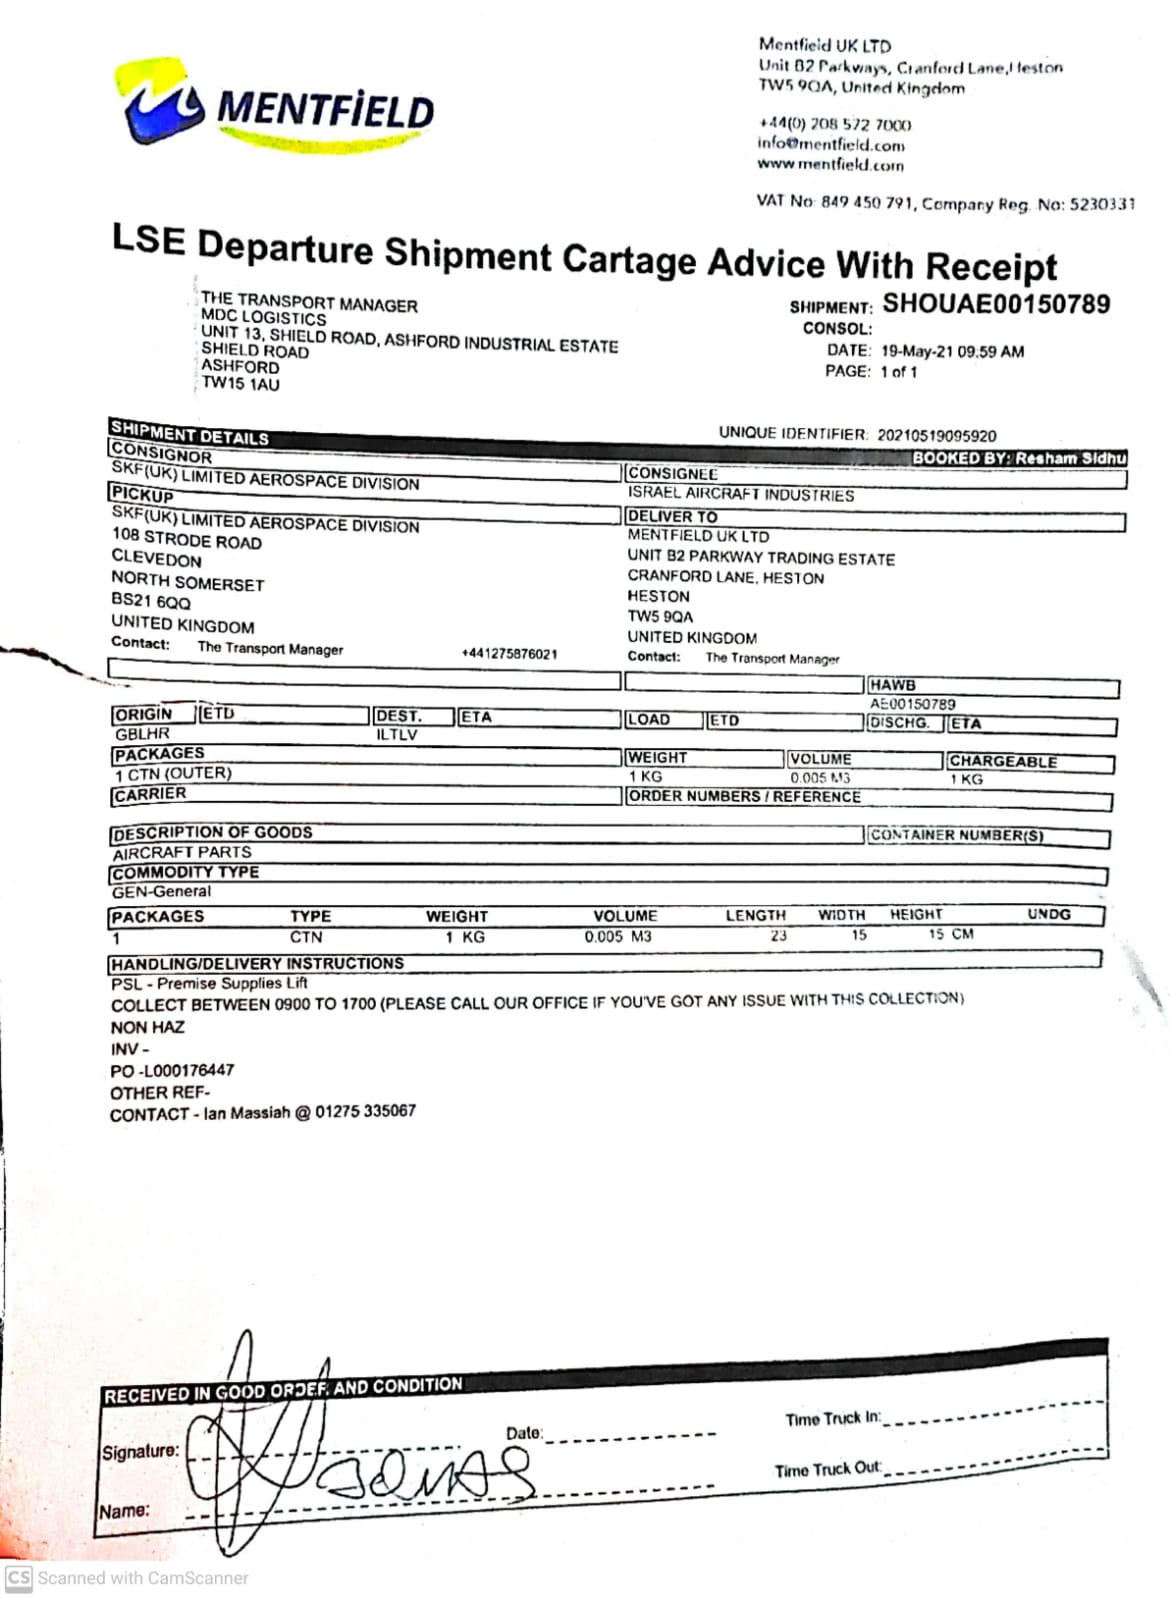 MENTFiELD
Mentfield UK LTD
Unit B2 Parkways, Cranford Lane, Heston
TW5 9QA, United Kingdom
+44(0) 208 572 7000
info@mentfield.com
www.mentfield.com
VAT No: 849 450 791, Company Reg. No: 5230331
LSE Departure Shipment Cartage Advice With Receipt
THE TRANSPORT MANAGER
MDC LOGISTICS
UNIT 13, SHIELD ROAD, ASHFORD INDUSTRIAL ESTATE
SHIELD ROAD
ASHFORD
TW15 1AU
SHIPMENT: SHOUAE00150789
CONSOL:
DATE: 19-May-21 09:59 AM
PAGE: 1 of 1
UNIQUE IDENTIFIER: 20210519095920
SHIPMENT DETAILS BOOKED BY: Resham Sidhu
CONSIGNOR
SKF(UK) LIMITED AEROSPACE DIVISION
PICKUP
SKF(UK) LIMITED AEROSPACE DIVISION
108 STRODE ROAD
CLEVEDON
NORTH SOMERSET
BS21 6QQ
UNITED KINGDOM
Contact: The Transport Manager +441275876021
CONSIGNEE
ISRAEL AIRCRAFT INDUSTRIES
DELIVER TO
MENTFIELD UK LTD
UNIT B2 PARKWAY TRADING ESTATE
CRANFORD LANE, HESTON
HESTON
TW5 9QA
UNITED KINGDOM
Contact: The Transport Manager
HAWB
AE00150789
ORIGIN ETD DEST. ETA LOAD ETD DISCHG. ETA
GBLHR ILTLV
PACKAGES WEIGHT VOLUME CHARGEABLE
1 CTN (OUTER) 1 KG 0.005 M3 1 KG
CARRIER ORDER NUMBERS / REFERENCE
DESCRIPTION OF GOODS CONTAINER NUMBER(S)
AIRCRAFT PARTS
COMMODITY TYPE
GEN-General
PACKAGES TYPE WEIGHT VOLUME LENGTH WIDTH HEIGHT UNDG
1 CTN 1 KG 0.005 M3 23 15 15 CM
HANDLING/DELIVERY INSTRUCTIONS
PSL - Premise Supplies Lift
COLLECT BETWEEN 0900 TO 1700 (PLEASE CALL OUR OFFICE IF YOU'VE GOT ANY ISSUE WITH THIS COLLECTION)
NON HAZ
INV -
PO -L000176447
OTHER REF-
CONTACT - Ian Massiah @ 01275 335067
RECEIVED IN GOOD ORDER AND CONDITION
Signature: Date: Time Truck In:
Name: Time Truck Out:
CS Scanned with CamScanner